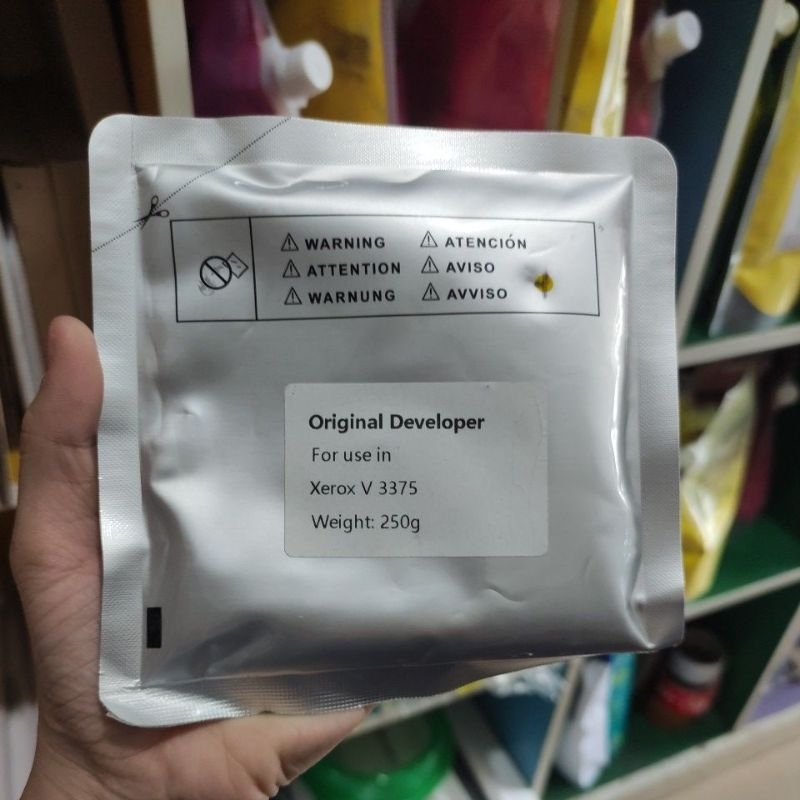 WARNING
ATTENTION
WARNUNG
ATENCIÓN
AVISO
AVVISO
Original Developer
For use in
Xerox V 3375
Weight: 250g